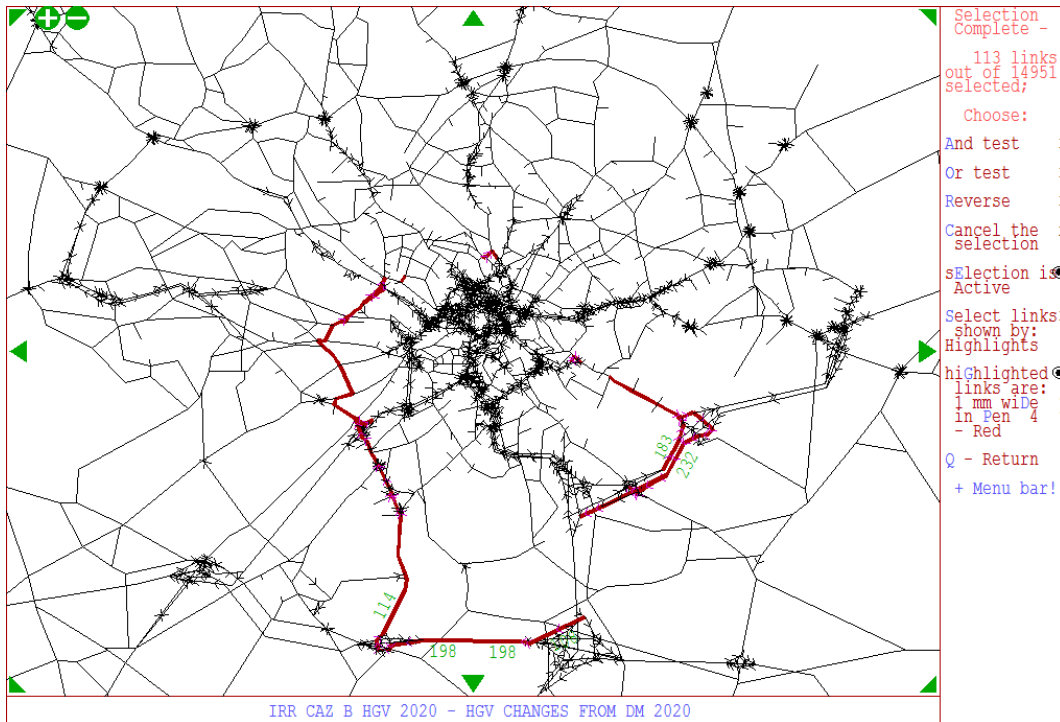 Selection
Complete -
113 links
out of 14951
selected;
Choose:
And test
Or test
Reverse
Cancel the
selection
sElection is
Active
Select links
shown by:
Highlights
hiGhlighted
links are:
1 mm wiDe
in Pen 4
- Red
Q - Return
+ Menu bar!
183
232
114
198 198
IRR CAZ B HGV 2020 - HGV CHANGES FROM DM 2020